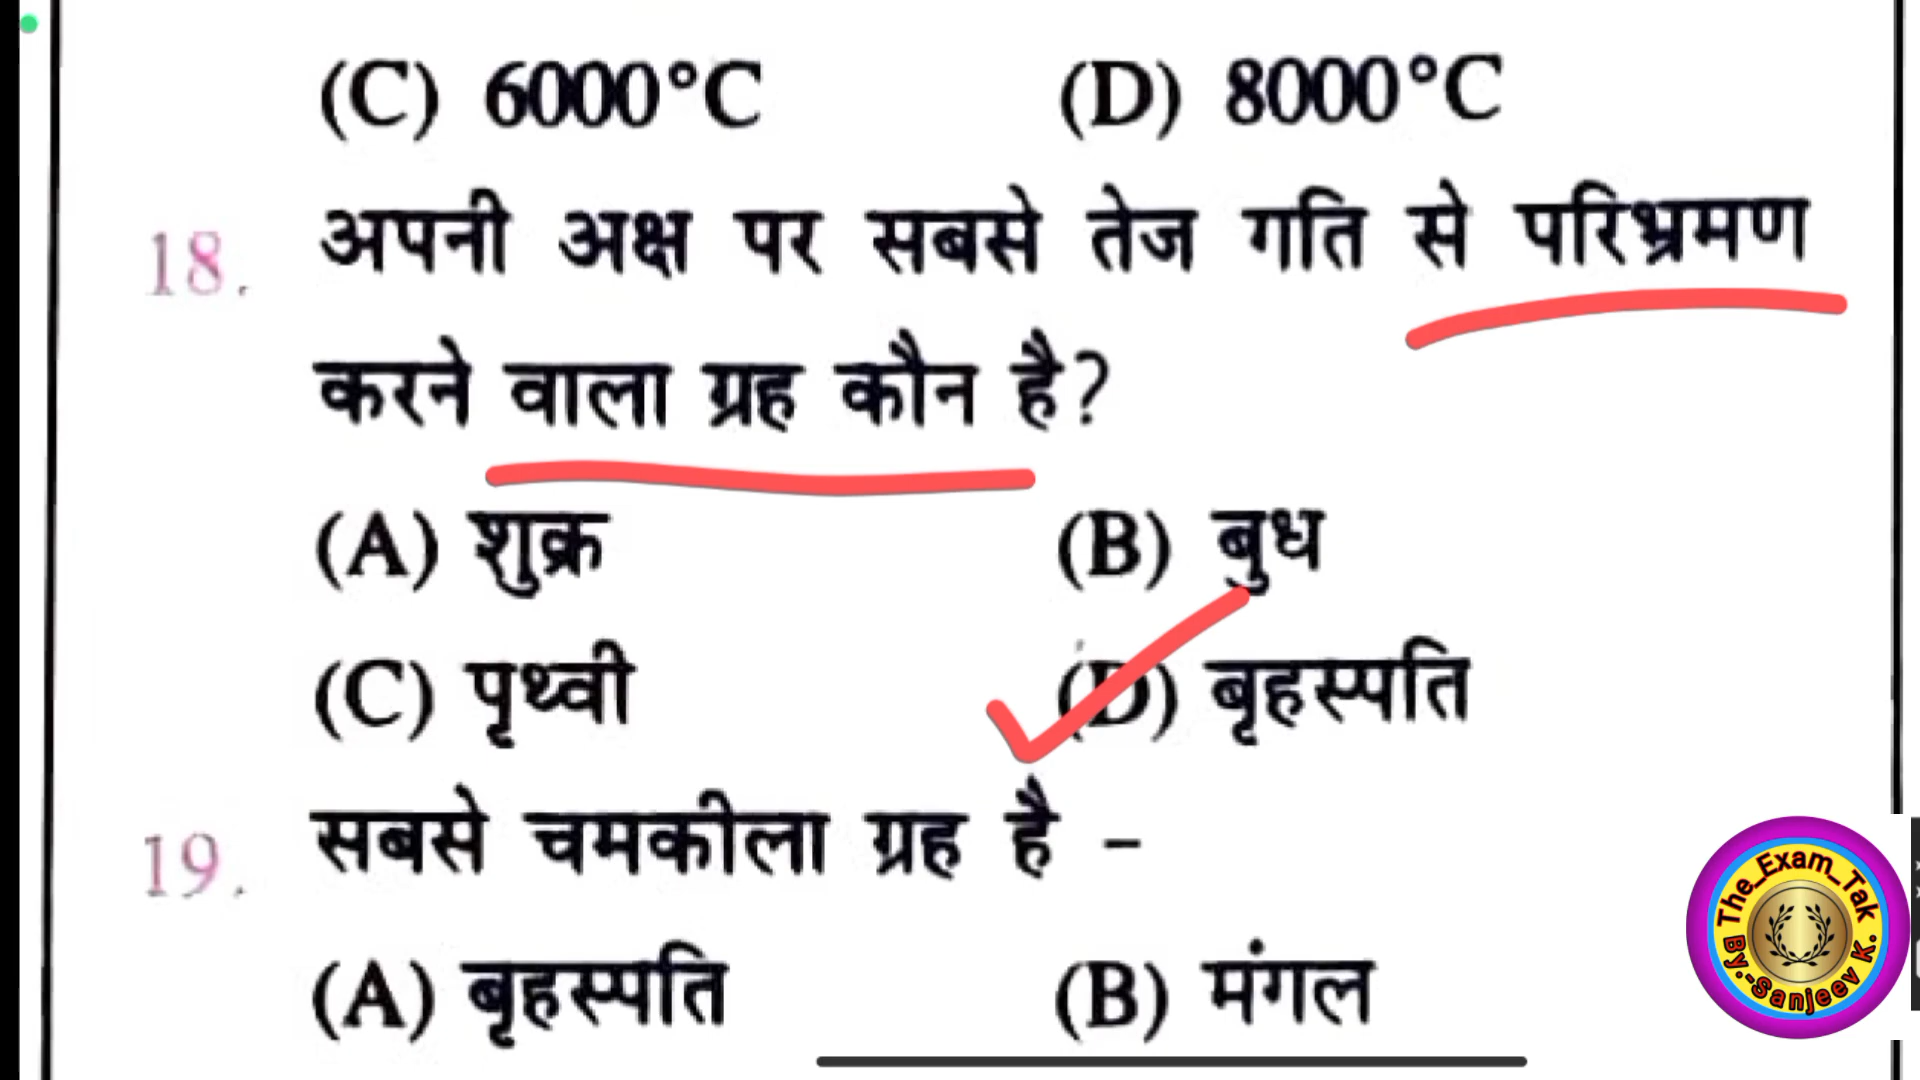 (C) 6000°C (D) 8000°C
18. अपनी अक्ष पर सबसे तेज गति से परिभ्रमण
करने वाला ग्रह कौन है?
(A) शुक्र (B) बुध
(C) पृथ्वी (D) बृहस्पति
19. सबसे चमकीला ग्रह है -
(A) बृहस्पति (B) मंगल
The_Exam_Tak
By.-Sanjeev K.